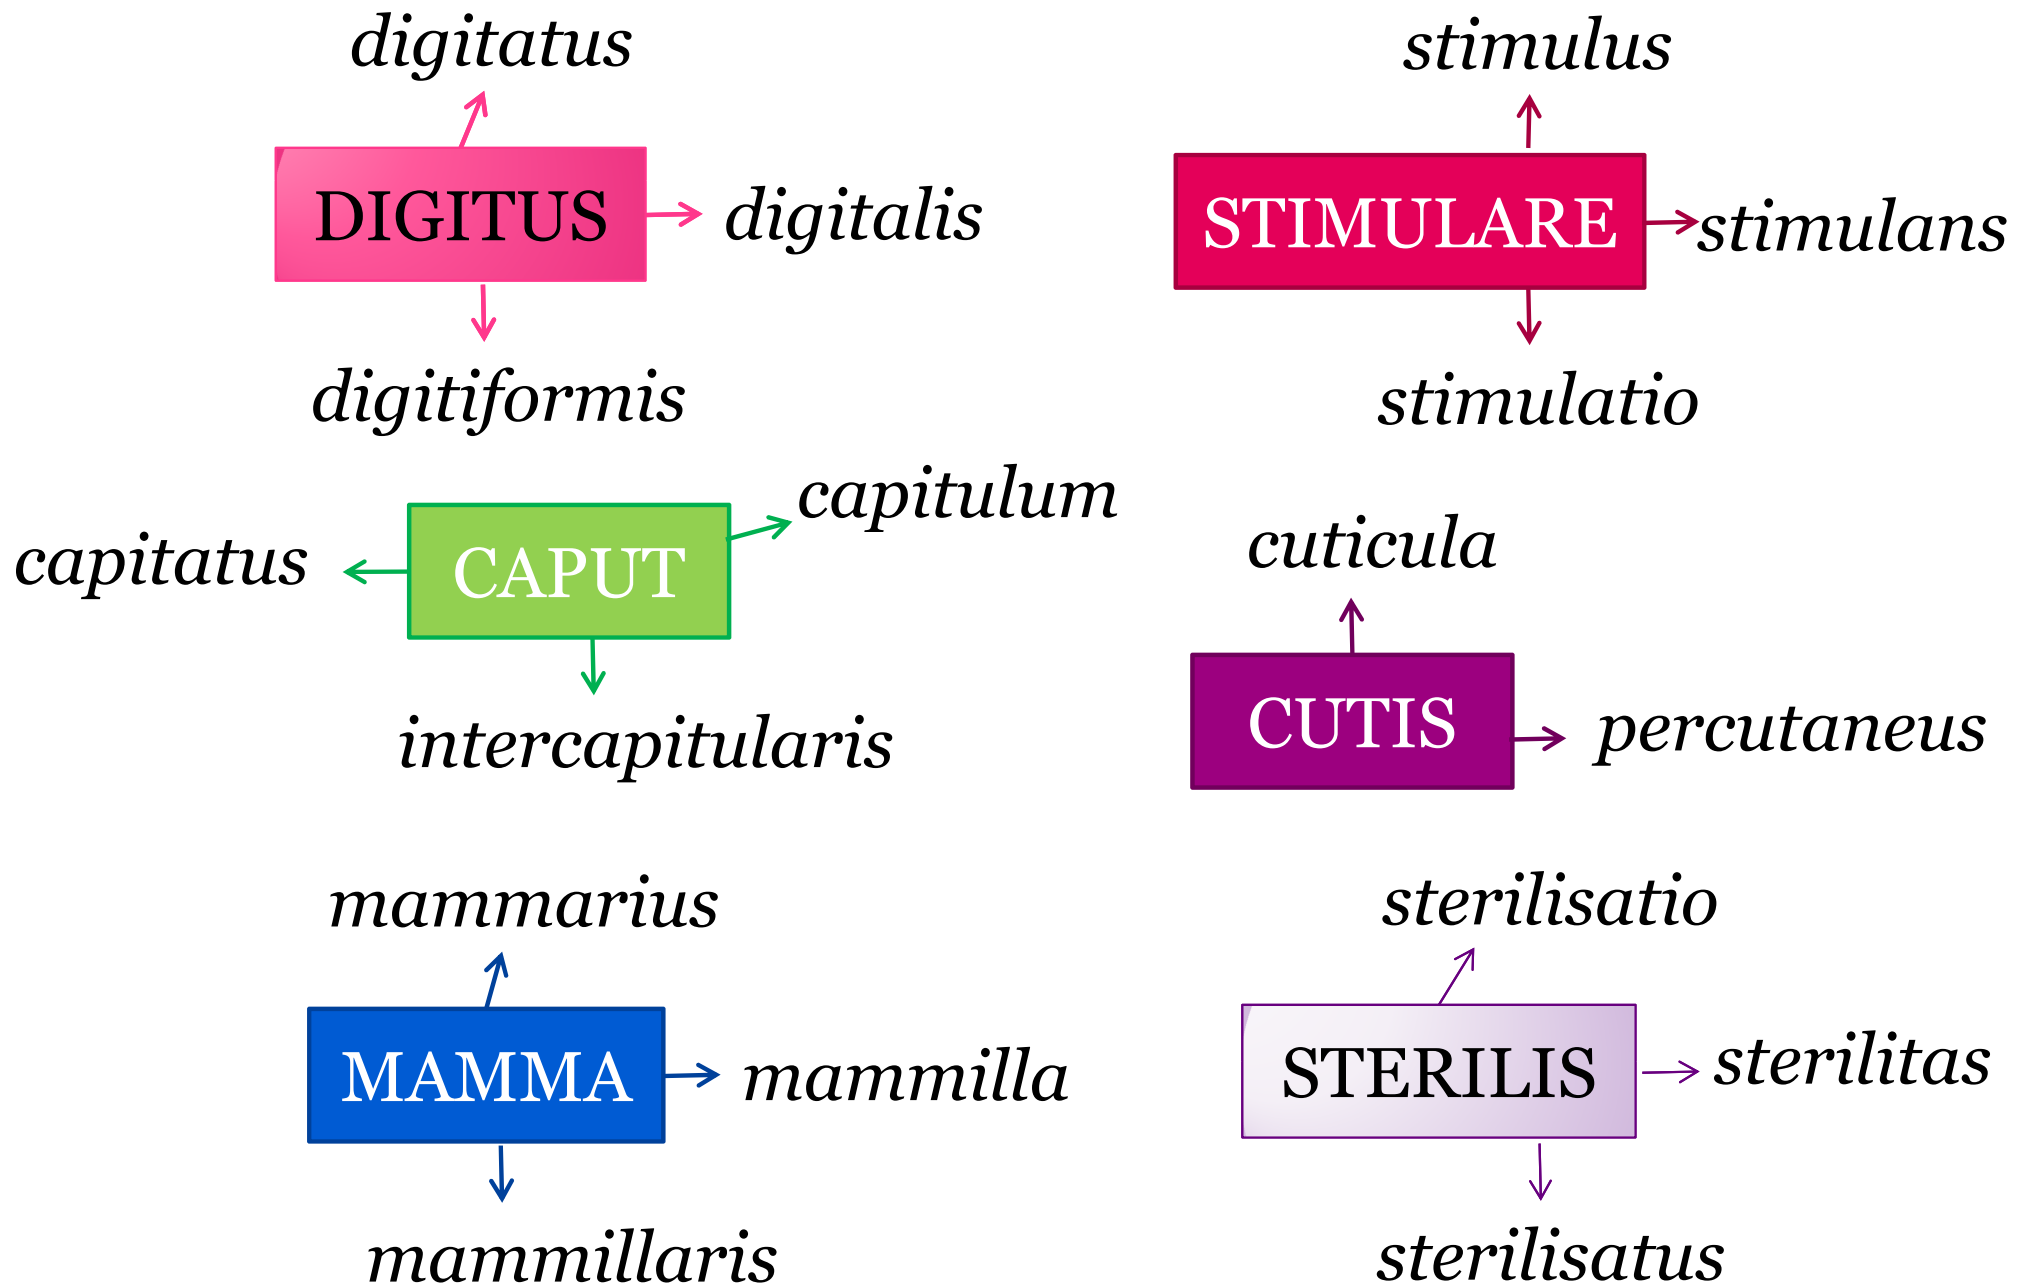 digitatus
DIGITUS
digitalis
digitiformis
stimulus
STIMULARE
stimulans
stimulatio
capitulum
capitatus
CAPUT
intercapitularis
cuticula
CUTIS
percutaneus
mammarius
MAMMA
mammilla
mammillaris
sterilisatio
STERILIS
sterilitas
sterilisatus